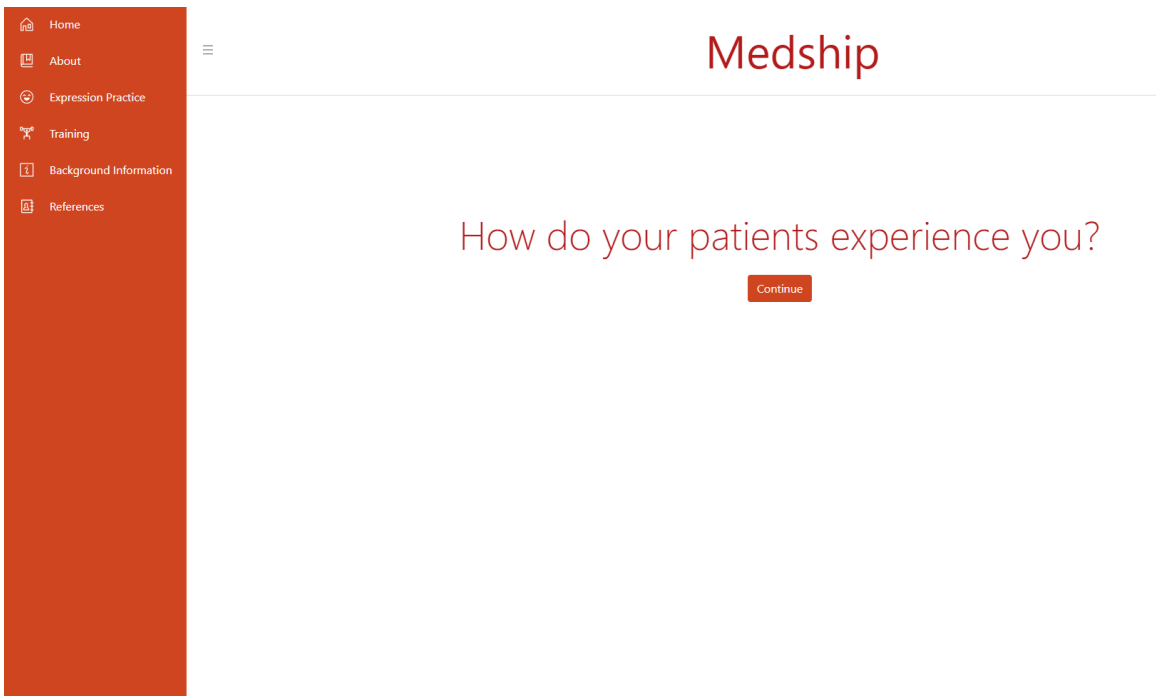 Home
About
Expression Practice
Training
Background Information
References
Medship
How do your patients experience you?
Continue